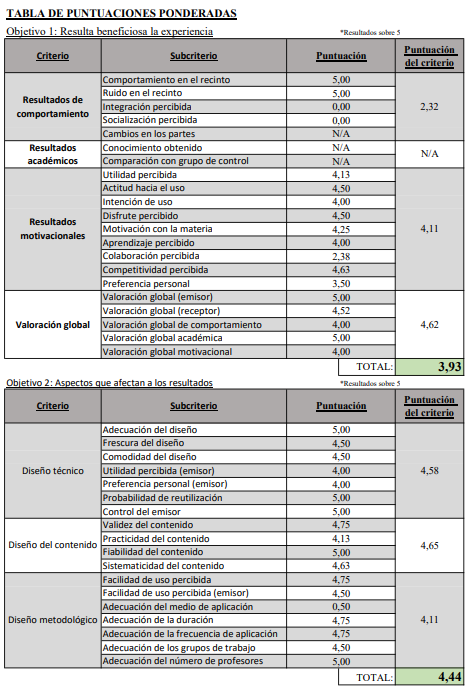 TABLA DE PUNTUACIONES PONDERADAS
Objetivo 1: Resulta beneficiosa la experiencia *Resultados sobre 5
Criterio Subcriterio Puntuación Puntuación del criterio
Resultados de comportamiento 2,32
Comportamiento en el recinto 5,00
Ruido en el recinto 5,00
Integración percibida 0,00
Socialización percibida 0,00
Cambios en los partes N/A
Resultados académicos N/A
Conocimiento obtenido N/A
Comparación con grupo de control N/A
Resultados motivacionales 4,11
Utilidad percibida 4,13
Actitud hacia el uso 4,50
Intención de uso 4,00
Disfrute percibido 4,50
Motivación con la materia 4,25
Aprendizaje percibido 4,00
Colaboración percibida 2,38
Competitividad percibida 4,63
Preferencia personal 3,50
Valoración global 4,62
Valoración global (emisor) 5,00
Valoración global (receptor) 4,52
Valoración global de comportamiento 4,00
Valoración global académica 5,00
Valoración global motivacional 4,00
TOTAL: 3,93
Objetivo 2: Aspectos que afectan a los resultados *Resultados sobre 5
Criterio Subcriterio Puntuación Puntuación del criterio
Diseño técnico 4,58
Adecuación del diseño 5,00
Frescura del diseño 4,50
Comodidad del diseño 4,50
Utilidad percibida (emisor) 4,00
Preferencia personal (emisor) 4,00
Probabilidad de reutilización 5,00
Control del emisor 5,00
Diseño del contenido 4,65
Validez del contenido 4,75
Practicidad del contenido 4,13
Fiabilidad del contenido 5,00
Sistematicidad del contenido 4,63
Diseño metodológico 4,11
Facilidad de uso percibida 4,75
Facilidad de uso percibida (emisor) 4,50
Adecuación del medio de aplicación 0,50
Adecuación de la duración 4,75
Adecuación de la frecuencia de aplicación 4,75
Adecuación de los grupos de trabajo 4,50
Adecuación del número de profesores 5,00
TOTAL: 4,44